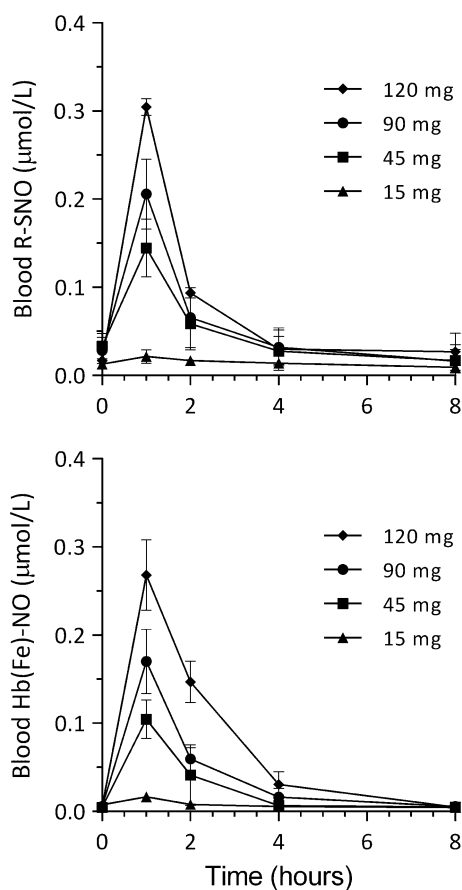 0.4
0.3
0.2
0.1
0.0
Blood R-SNO (μmol/L)
120 mg
90 mg
45 mg
15 mg
0 2 4 6 8
0.4
0.3
0.2
0.1
0.0
Blood Hb(Fe)-NO (μmol/L)
120 mg
90 mg
45 mg
15 mg
0 2 4 6 8
Time (hours)